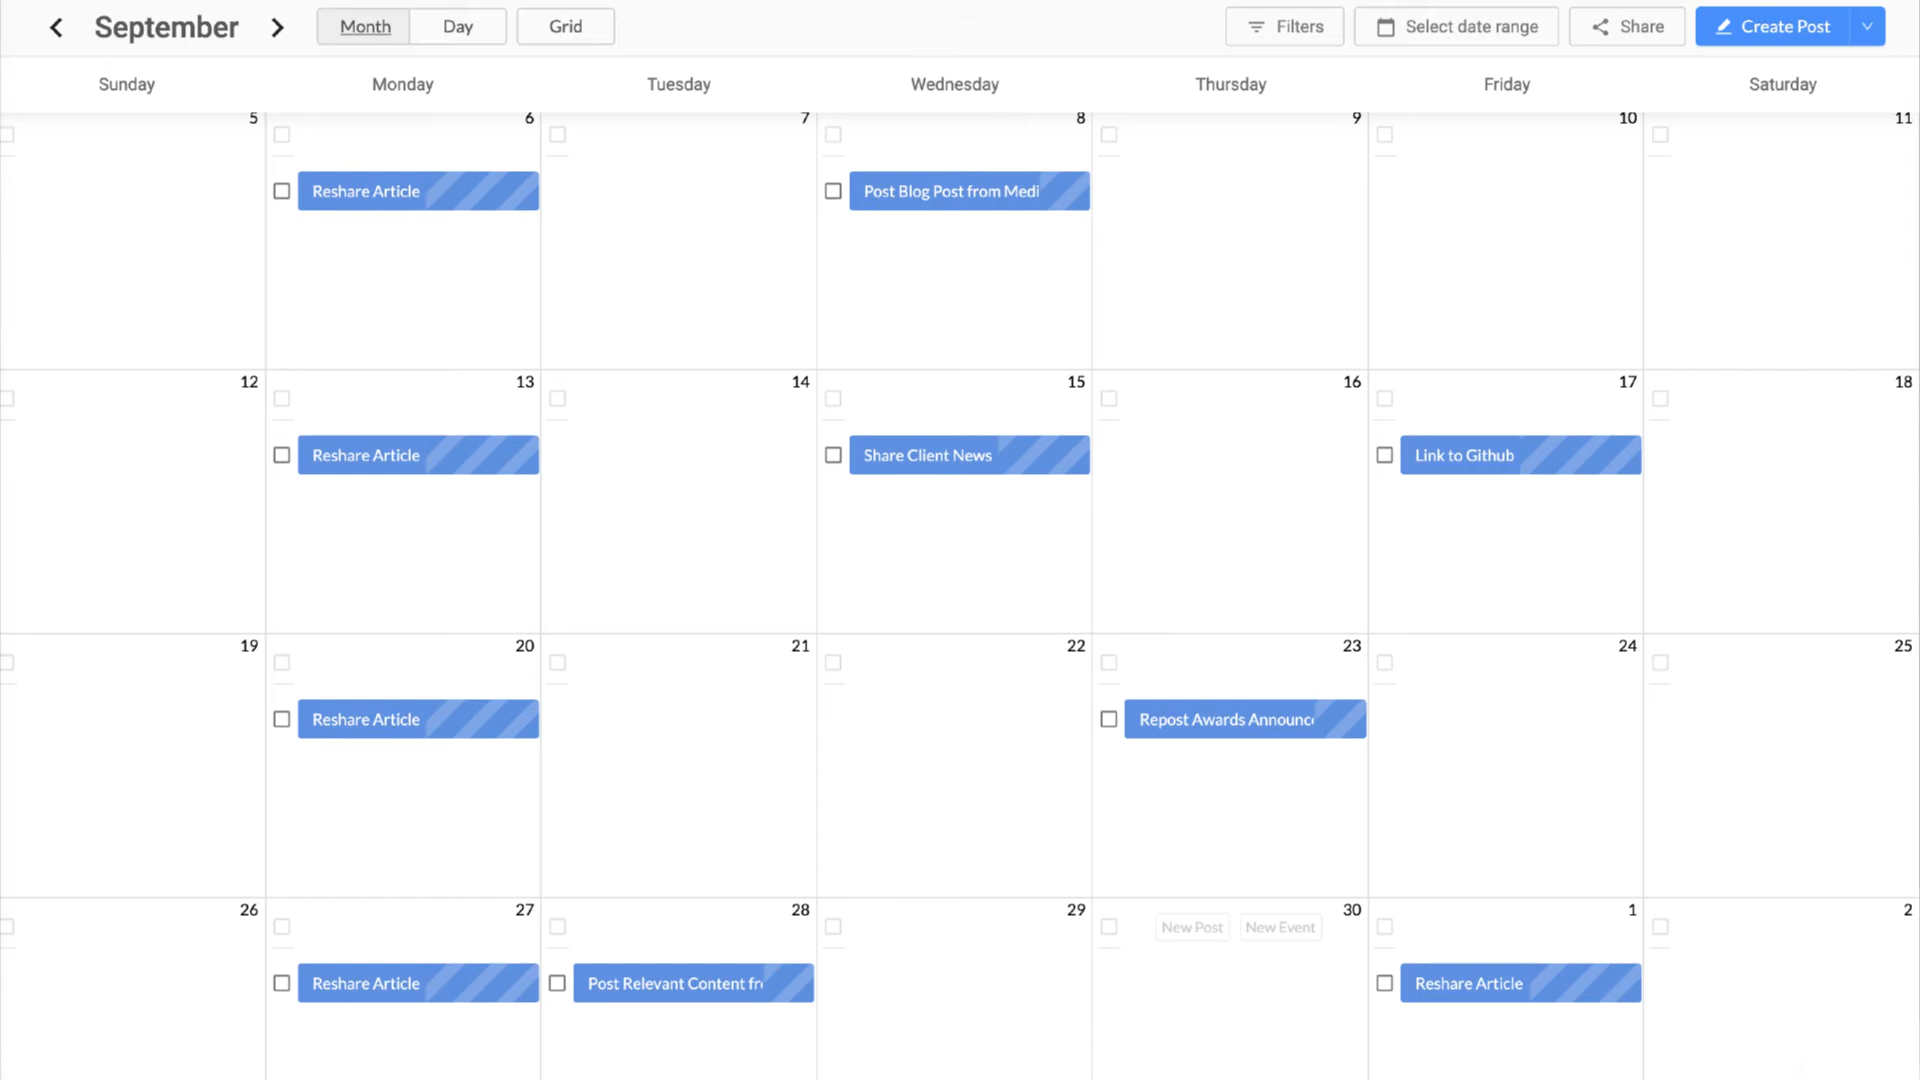 September
Month
Day
Grid
Filters
Select date range
Share
Create Post
Sunday
Monday
Tuesday
Wednesday
Thursday
Friday
Saturday
5
6
7
8
9
10
11
Reshare Article
Post Blog Post from Medi
12
13
14
15
16
17
18
Reshare Article
Share Client News
Link to Github
19
20
21
22
23
24
25
Reshare Article
Repost Awards Announc
26
27
28
29
New Post
New Event
30
1
2
Reshare Article
Post Relevant Content fr
Reshare Article